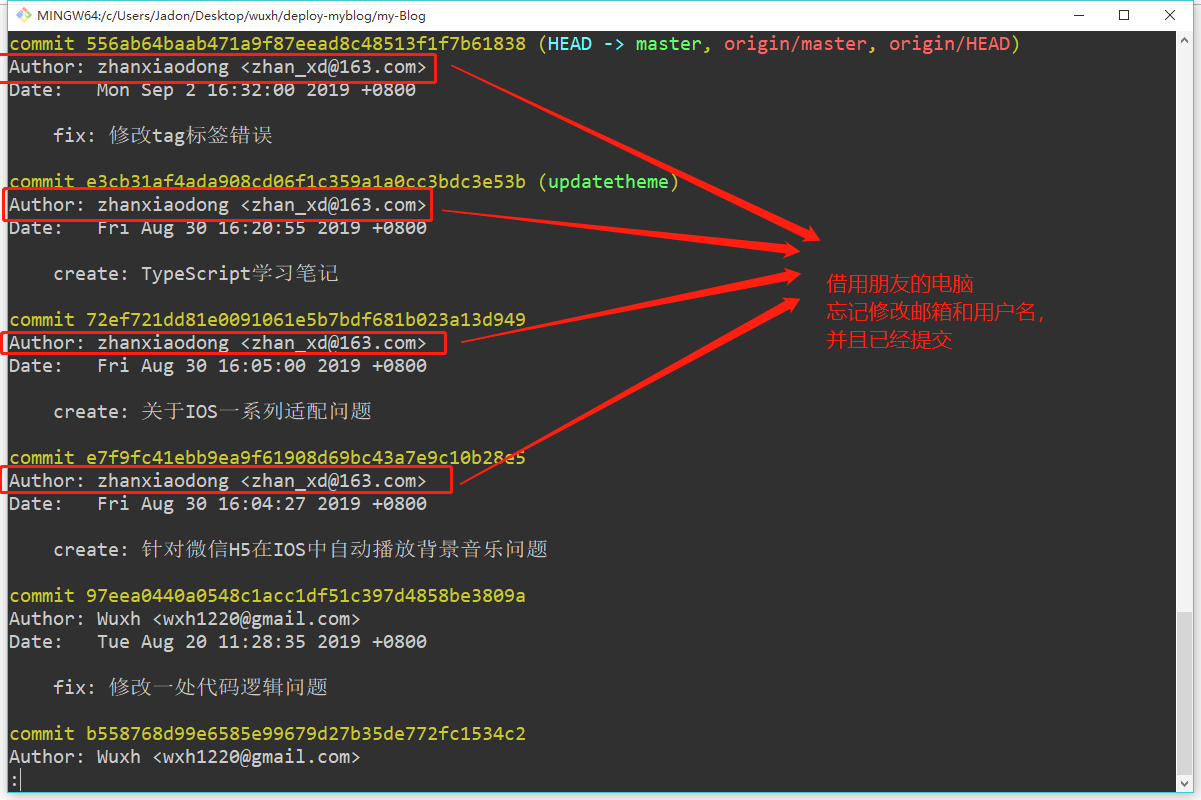 MINGW64:/c/Users/Jadon/Desktop/wuxh/deploy-myblog/my-Blog
commit 556ab64baab471a9f87eead8c48513f1f7b61838 (HEAD -> master, origin/master, origin/HEAD)
Author: zhanxiaodong <zhan_xd@163.com>
Date:   Mon Sep 2 16:32:00 2019 +0800
fix: 修改tag标签错误
commit e3cb31af4ada908cd06f1c359a1a0cc3bdc3e53b (updatetheme)
Author: zhanxiaodong <zhan_xd@163.com>
Date:   Fri Aug 30 16:20:55 2019 +0800
create: TypeScript学习笔记
commit 72ef721dd81e0091061e5b7bdf681b023a13d949
Author: zhanxiaodong <zhan_xd@163.com>
Date:   Fri Aug 30 16:05:00 2019 +0800
create: 关于IOS一系列适配问题
commit e7f9fc41ebb9ea9f61908d69bc43a7e9c10b28e5
Author: zhanxiaodong <zhan_xd@163.com>
Date:   Fri Aug 30 16:04:27 2019 +0800
create: 针对微信H5在IOS中自动播放背景音乐问题
commit 97eea0440a0548c1acc1df51c397d4858be3809a
Author: Wuxh <wxh1220@gmail.com>
Date:   Tue Aug 20 11:28:35 2019 +0800
fix: 修改一处代码逻辑问题
commit b558768d99e6585e99679d27b35de772fc1534c2
Author: Wuxh <wxh1220@gmail.com>
:
借用朋友的电脑
忘记修改邮箱和用户名，
并且已经提交